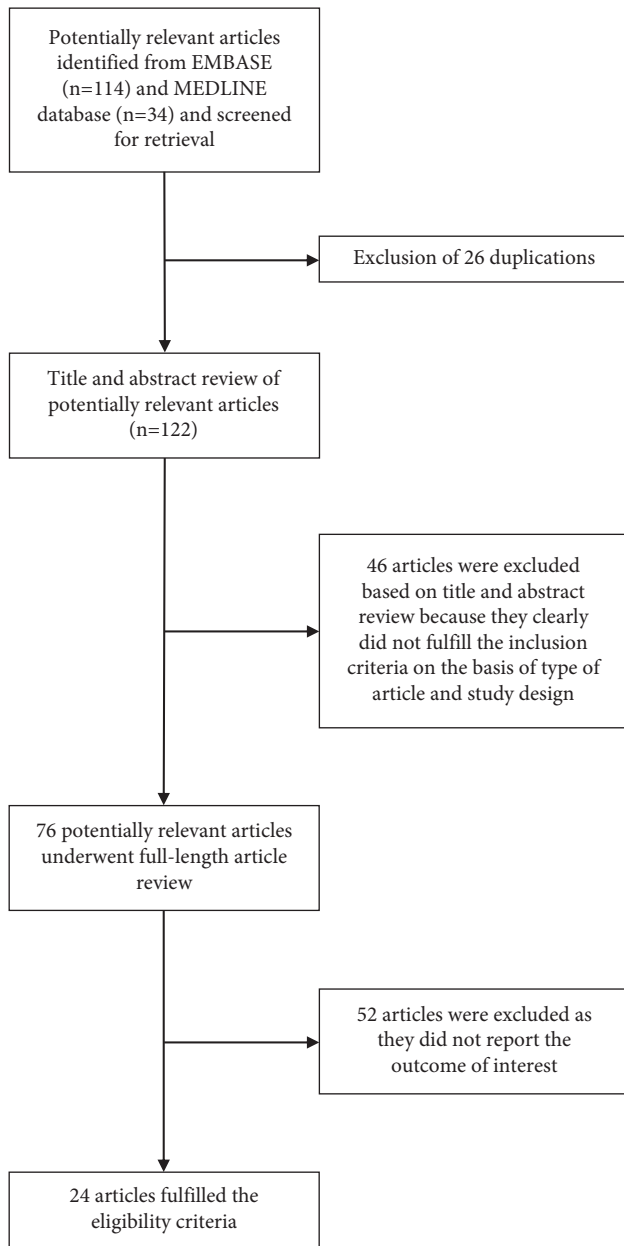 Potentially relevant articles
identified from EMBASE
(n=114) and MEDLINE
database (n=34) and screened
for retrieval
Exclusion of 26 duplications
Title and abstract review of
potentially relevant articles
(n=122)
46 articles were excluded
based on title and abstract
review because they clearly
did not fulfill the inclusion
criteria on the basis of type of
article and study design
76 potentially relevant articles
underwent full-length article
review
52 articles were excluded as
they did not report the
outcome of interest
24 articles fulfilled the
eligibility criteria